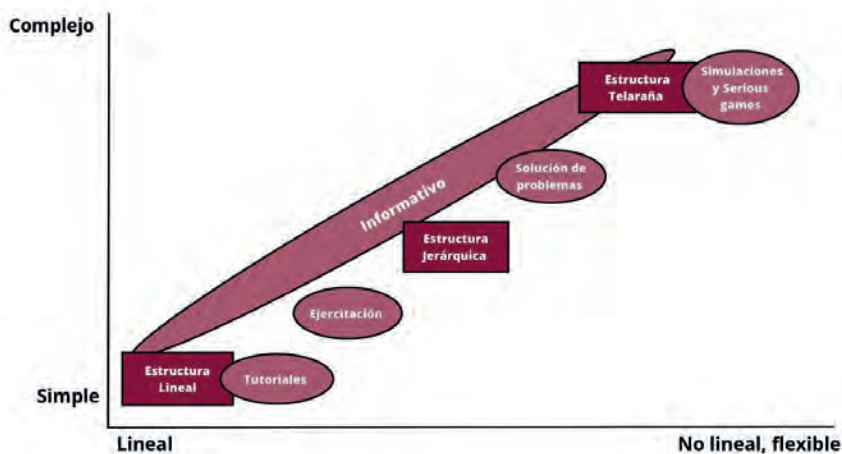 Complejo
Estructura
Telaraña
Simulaciones
y Serious
games
Solución de
problemas
Informativo
Estructura
Jerárquica
Ejercitación
Estructura
Lineal
Tutoriales
Simple
Lineal
No lineal, flexible